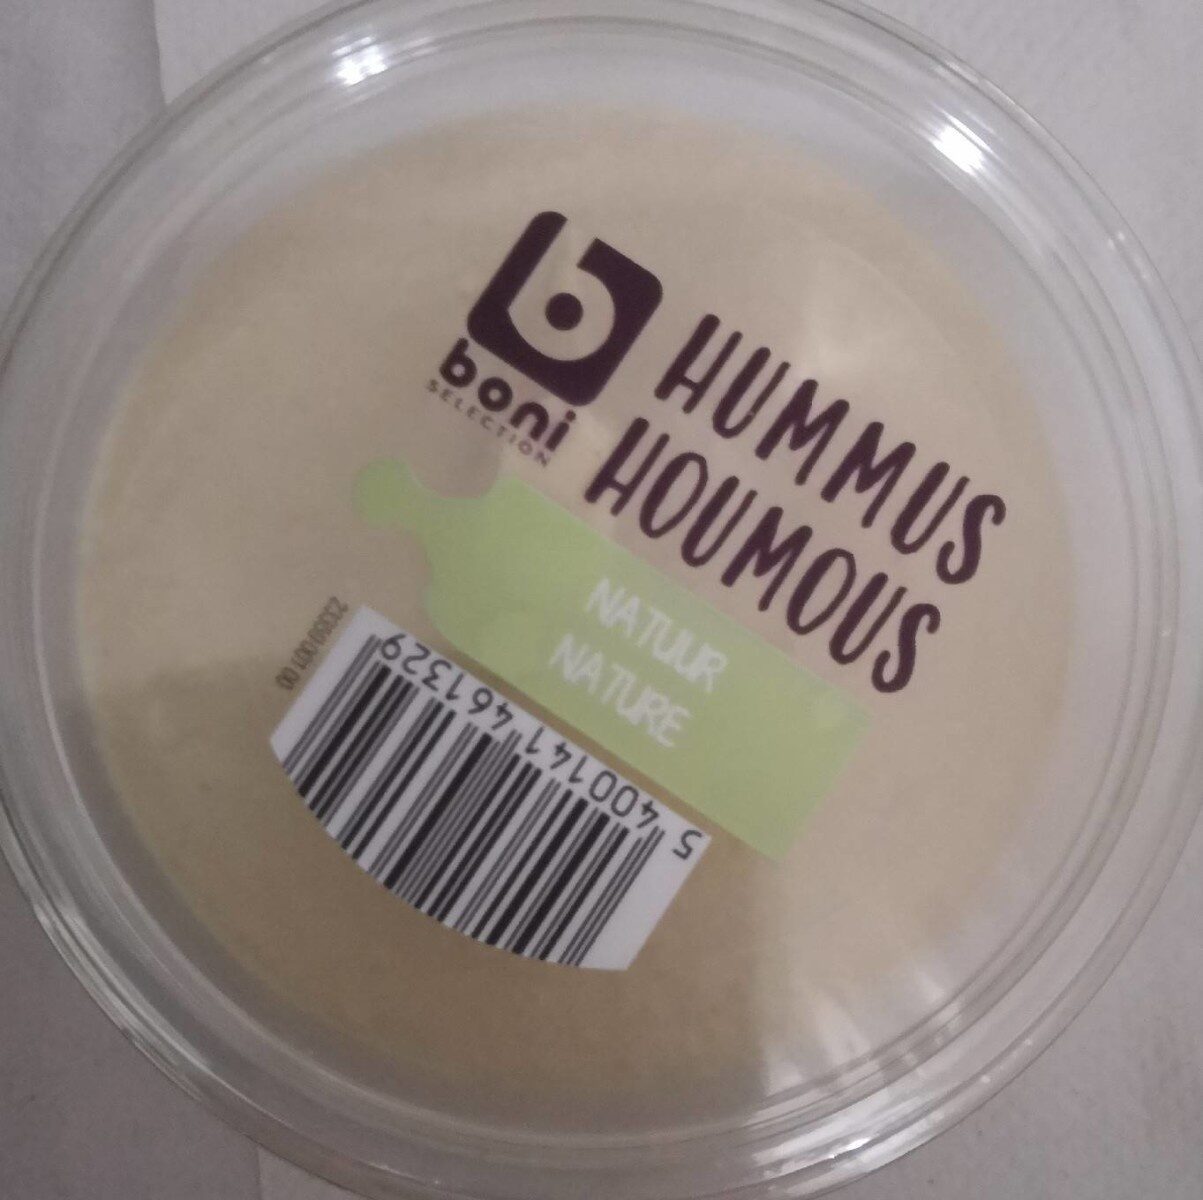 boni
SELECTION
HUMMUS
HOUMOUS
NATUUR
NATURE
5 400141 461329